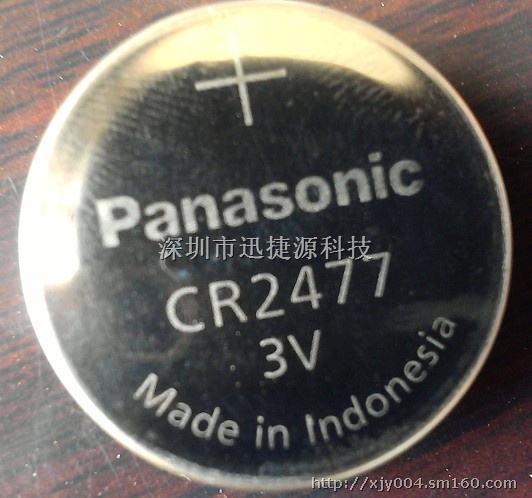 +
Panasonic
深圳市迅捷源科技
CR2477
3V
Made in Indonesia
http://xjy004.sm160.com